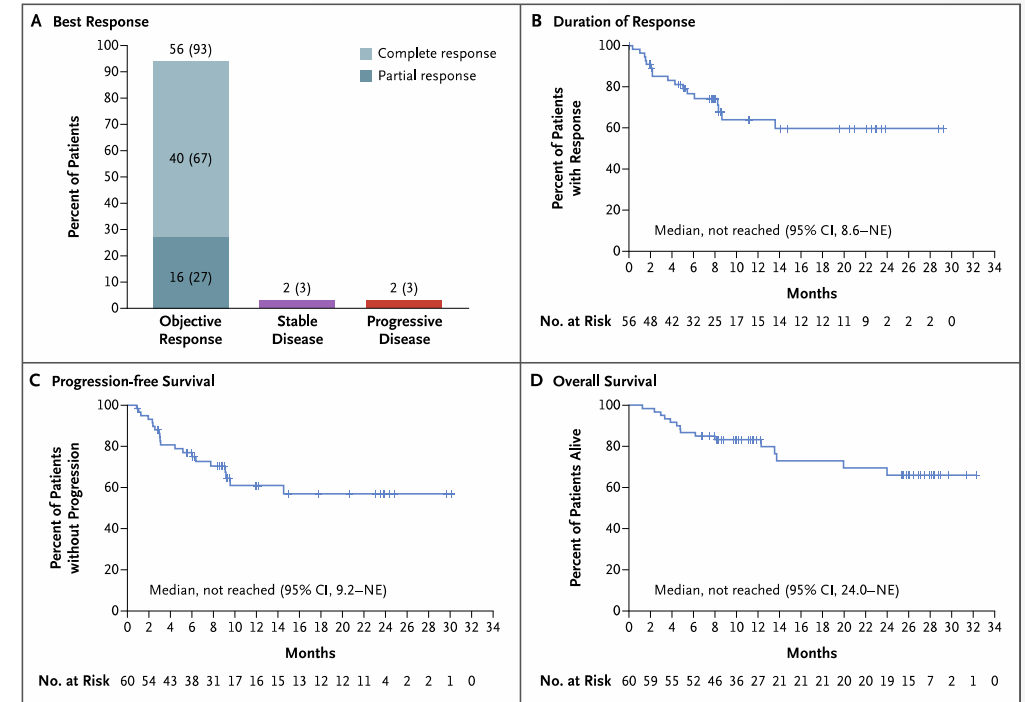 A Best Response
56 (93)
Complete response
Partial response
100
90
80
70
60
50
40
30
20
10
0
Percent of Patients
40 (67)
16 (27)
2 (3)
2 (3)
Objective Response
Stable Disease
Progressive Disease
B Duration of Response
100
80
60
40
20
0
Percent of Patients with Response
Median, not reached (95% CI, 8.6–NE)
0 2 4 6 8 10 12 14 16 18 20 22 24 26 28 30 32 34
Months
No. at Risk 56 48 42 32 25 17 15 14 12 12 11 9 2 2 2 0
C Progression-free Survival
100
80
60
40
20
0
Percent of Patients without Progression
Median, not reached (95% CI, 9.2–NE)
0 2 4 6 8 10 12 14 16 18 20 22 24 26 28 30 32 34
Months
No. at Risk 60 54 43 38 31 17 16 15 13 12 12 11 4 2 2 1 0
D Overall Survival
100
80
60
40
20
0
Percent of Patients Alive
Median, not reached (95% CI, 24.0–NE)
0 2 4 6 8 10 12 14 16 18 20 22 24 26 28 30 32 34
Months
No. at Risk 60 59 55 52 46 36 27 21 21 21 20 20 19 15 7 2 1 0